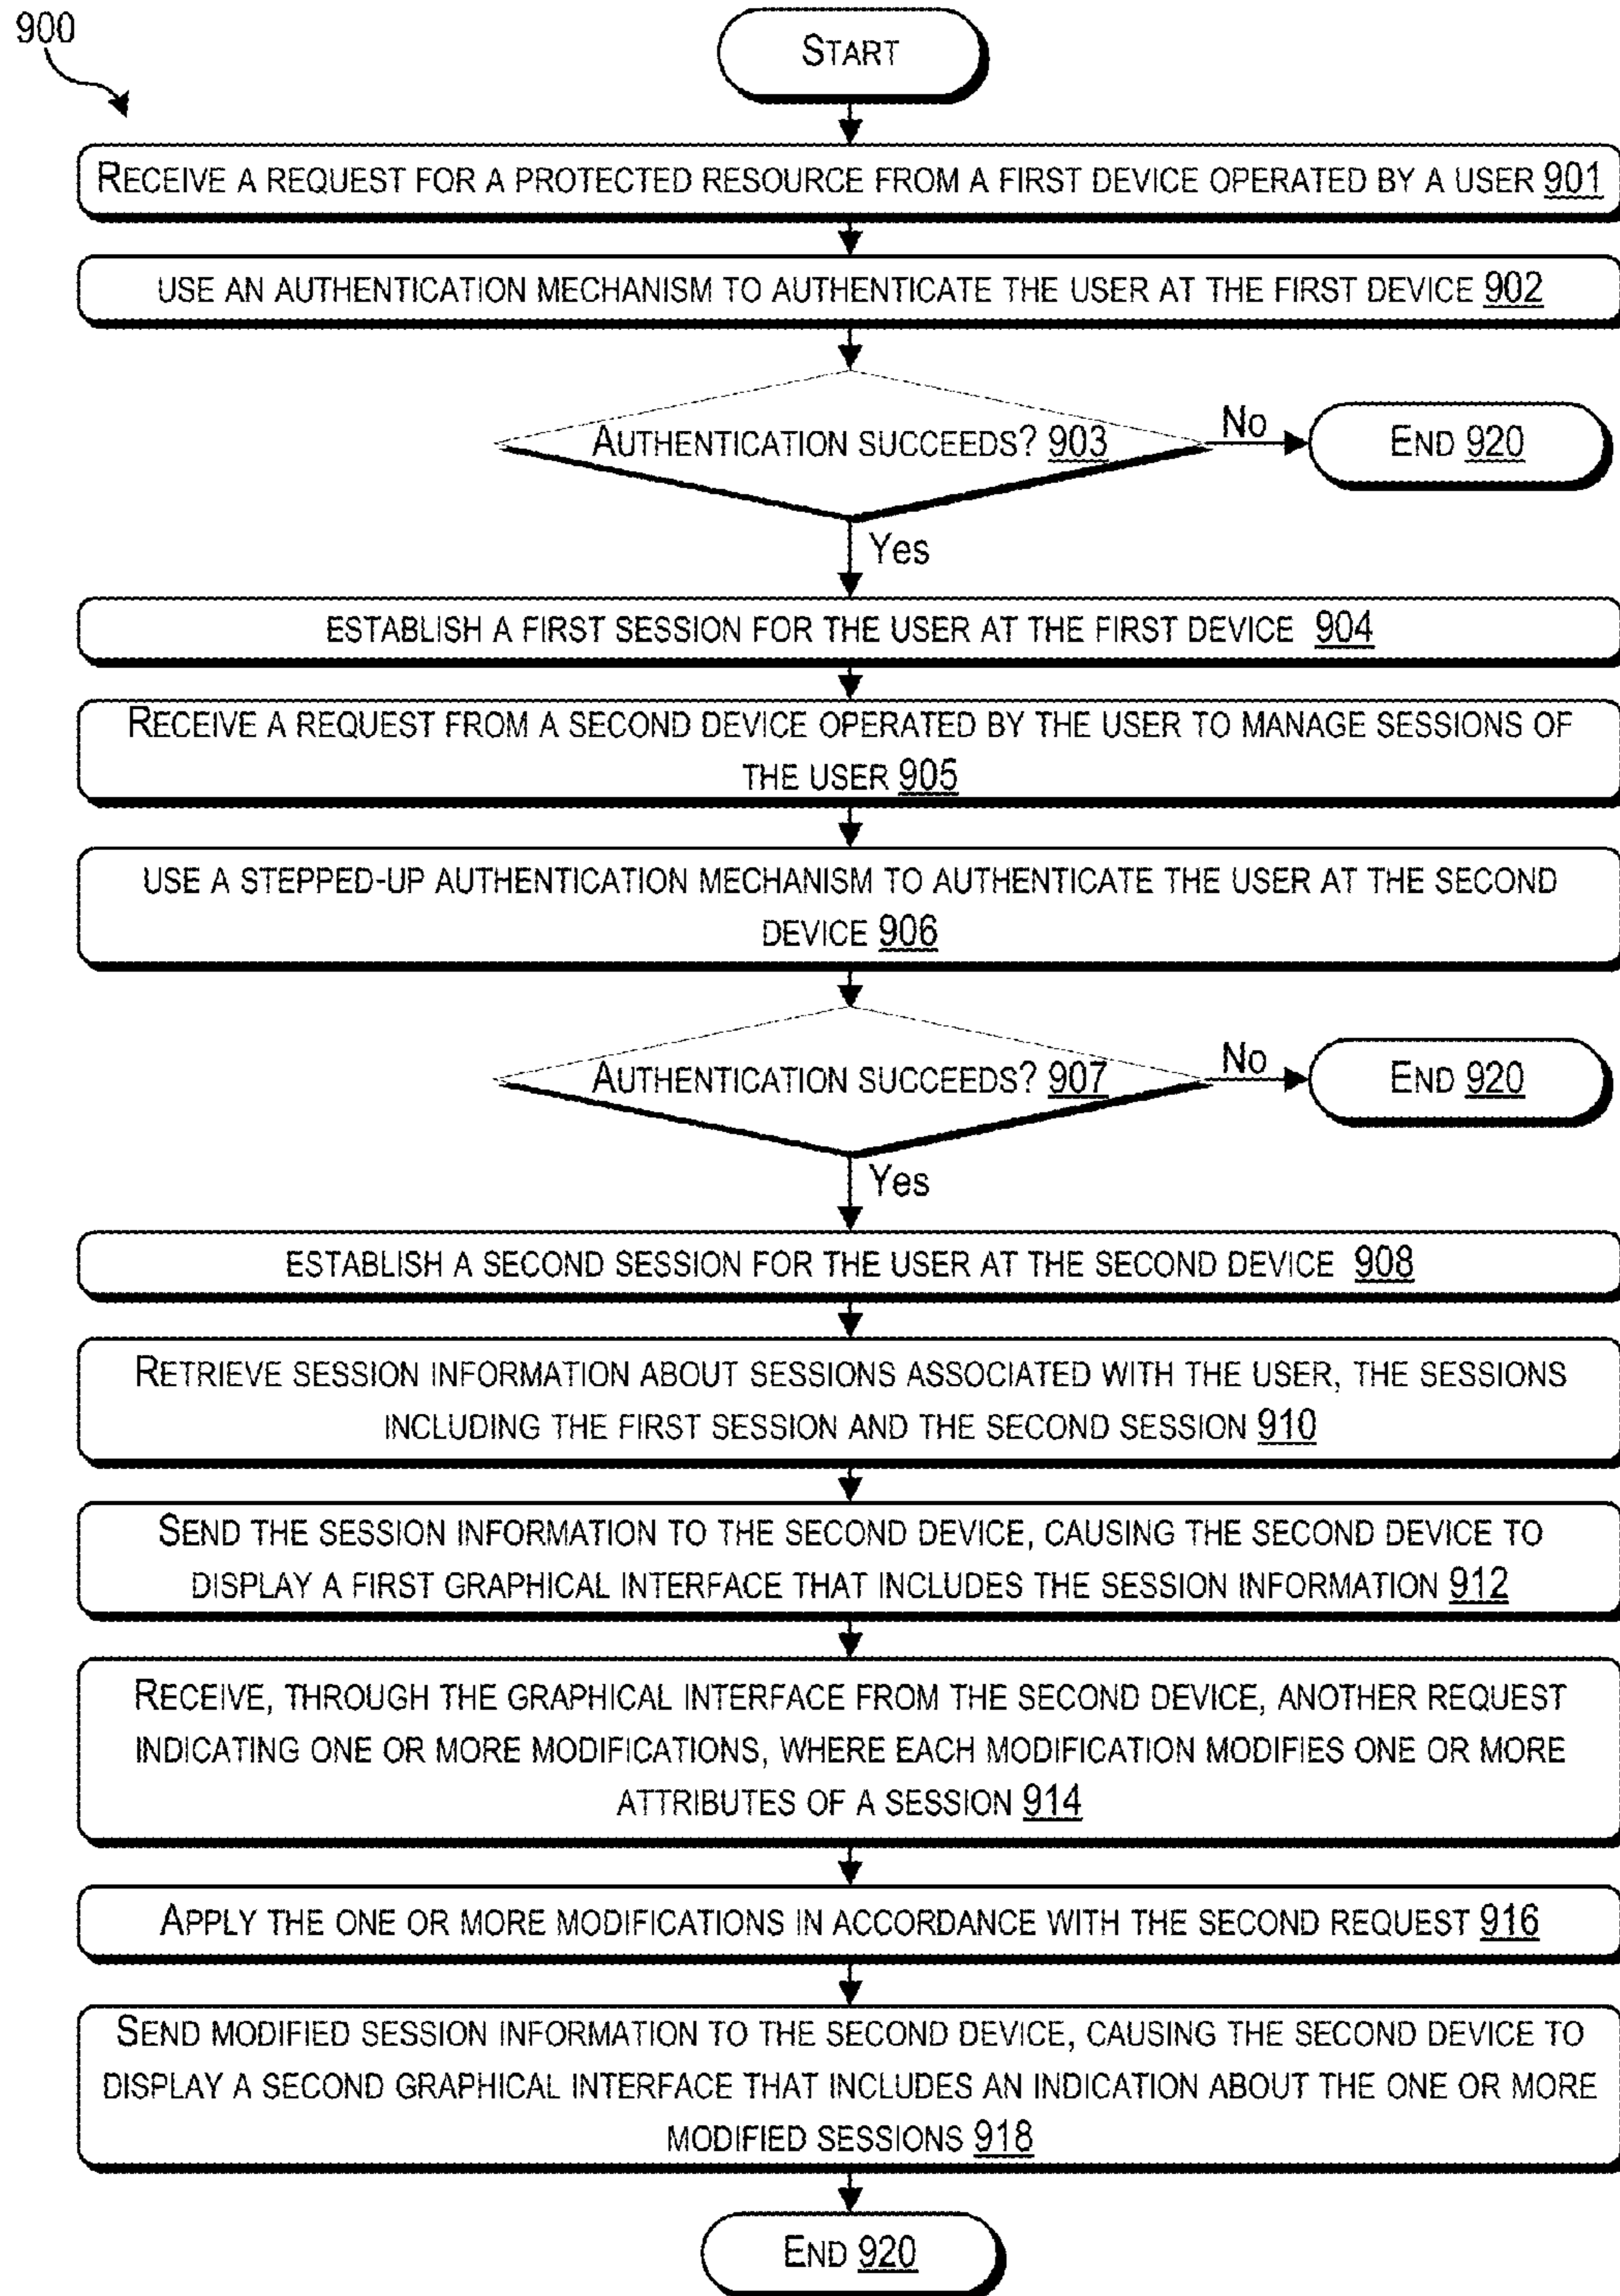 900
START
RECEIVE A REQUEST FOR A PROTECTED RESOURCE FROM A FIRST DEVICE OPERATED BY A USER 901
USE AN AUTHENTICATION MECHANISM TO AUTHENTICATE THE USER AT THE FIRST DEVICE 902
AUTHENTICATION SUCCEEDS? 903
No
END 920
Yes
ESTABLISH A FIRST SESSION FOR THE USER AT THE FIRST DEVICE 904
RECEIVE A REQUEST FROM A SECOND DEVICE OPERATED BY THE USER TO MANAGE SESSIONS OF
THE USER 905
USE A STEPPED-UP AUTHENTICATION MECHANISM TO AUTHENTICATE THE USER AT THE SECOND
DEVICE 906
AUTHENTICATION SUCCEEDS? 907
No
END 920
Yes
ESTABLISH A SECOND SESSION FOR THE USER AT THE SECOND DEVICE 908
RETRIEVE SESSION INFORMATION ABOUT SESSIONS ASSOCIATED WITH THE USER, THE SESSIONS
INCLUDING THE FIRST SESSION AND THE SECOND SESSION 910
SEND THE SESSION INFORMATION TO THE SECOND DEVICE, CAUSING THE SECOND DEVICE TO
DISPLAY A FIRST GRAPHICAL INTERFACE THAT INCLUDES THE SESSION INFORMATION 912
RECEIVE, THROUGH THE GRAPHICAL INTERFACE FROM THE SECOND DEVICE, ANOTHER REQUEST
INDICATING ONE OR MORE MODIFICATIONS, WHERE EACH MODIFICATION MODIFIES ONE OR MORE
ATTRIBUTES OF A SESSION 914
APPLY THE ONE OR MORE MODIFICATIONS IN ACCORDANCE WITH THE SECOND REQUEST 916
SEND MODIFIED SESSION INFORMATION TO THE SECOND DEVICE, CAUSING THE SECOND DEVICE TO
DISPLAY A SECOND GRAPHICAL INTERFACE THAT INCLUDES AN INDICATION ABOUT THE ONE OR MORE
MODIFIED SESSIONS 918
END 920